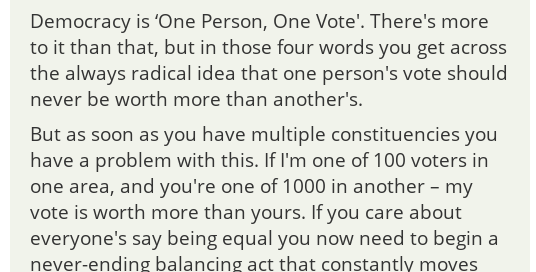 Democracy is ‘One Person, One Vote'. There's more
to it than that, but in those four words you get across
the always radical idea that one person's vote should
never be worth more than another's.
But as soon as you have multiple constituencies you
have a problem with this. If I'm one of 100 voters in
one area, and you're one of 1000 in another – my
vote is worth more than yours. If you care about
everyone's say being equal you now need to begin a
never-ending balancing act that constantly moves